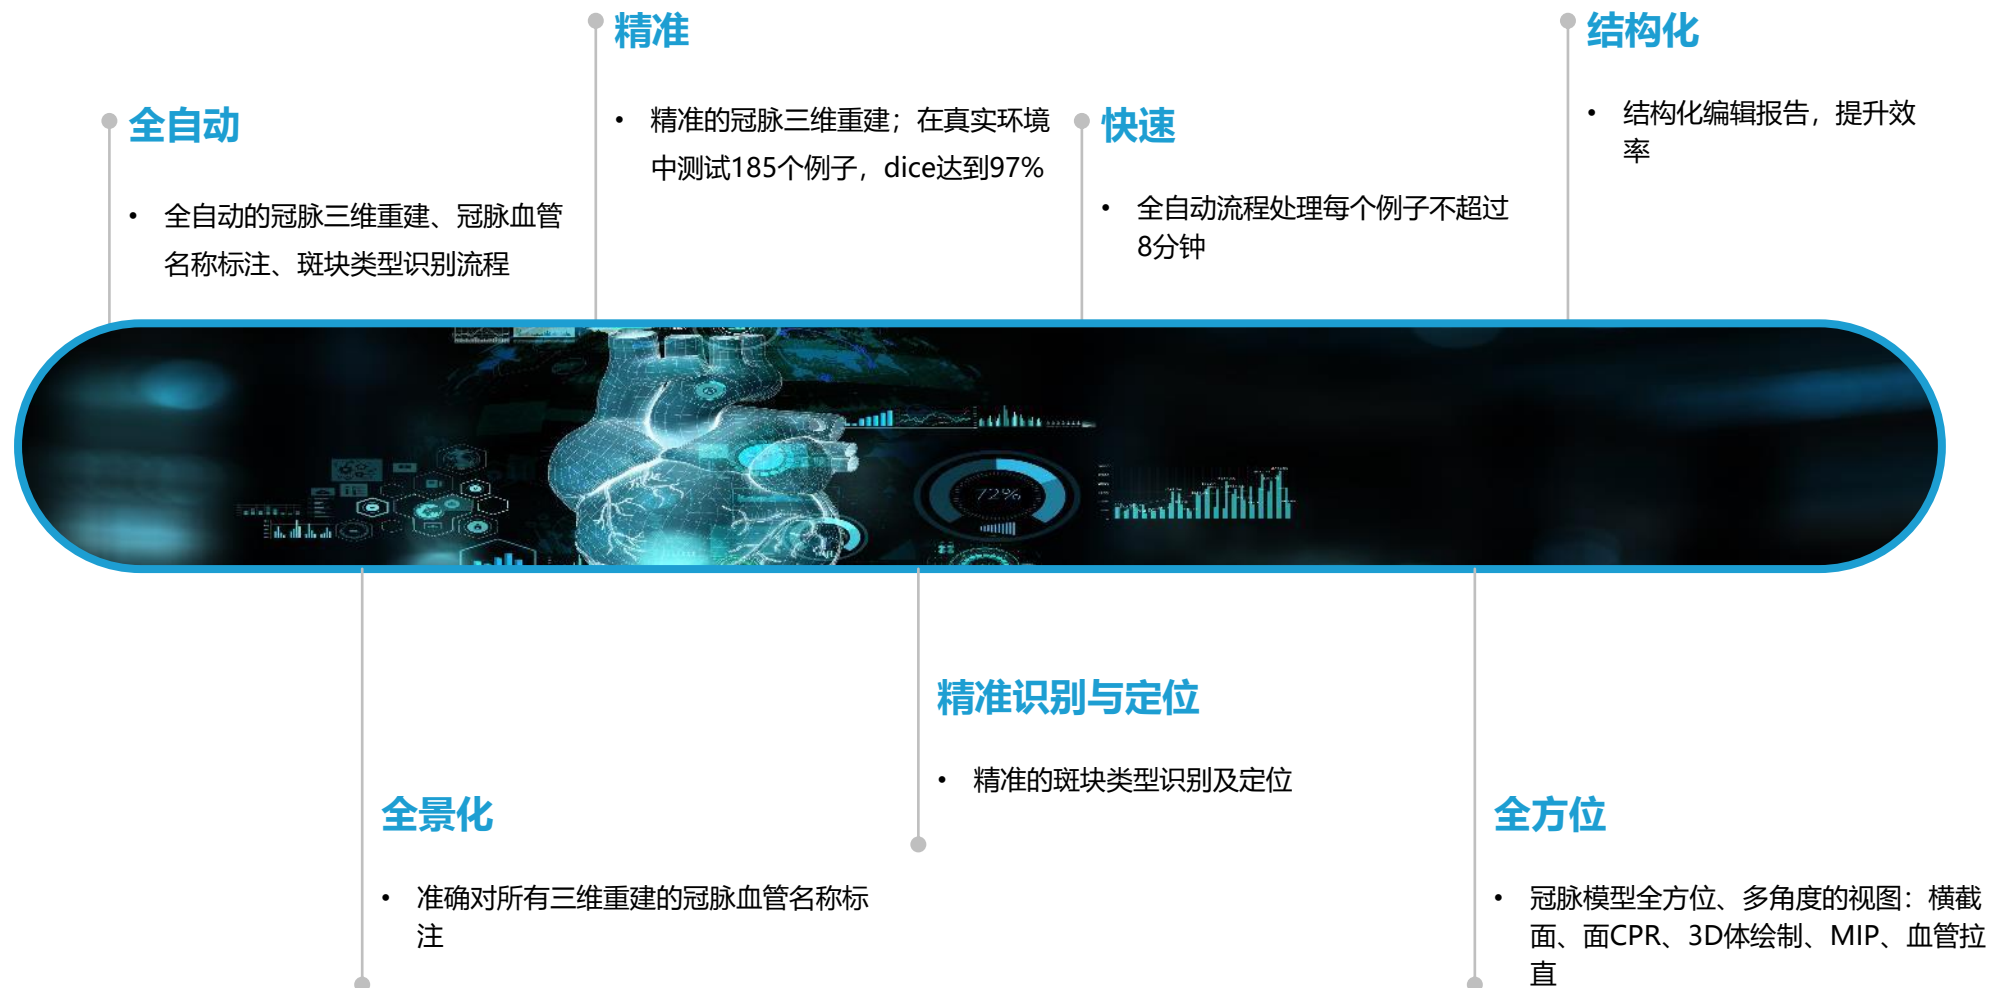 全自动
• 全自动的冠脉三维重建、冠脉血管
名称标注、斑块类型识别流程
精准
• 精准的冠脉三维重建；在真实环境
中测试185个例子，dice达到97%
快速
• 全自动流程处理每个例子不超过
8分钟
结构化
• 结构化编辑报告，提升效
率
72%
全景化
• 准确对所有三维重建的冠脉血管名称标
注
精准识别与定位
• 精准的斑块类型识别及定位
全方位
• 冠脉模型全方位、多角度的视图：横截
面、面CPR、3D体绘制、MIP、血管拉
直